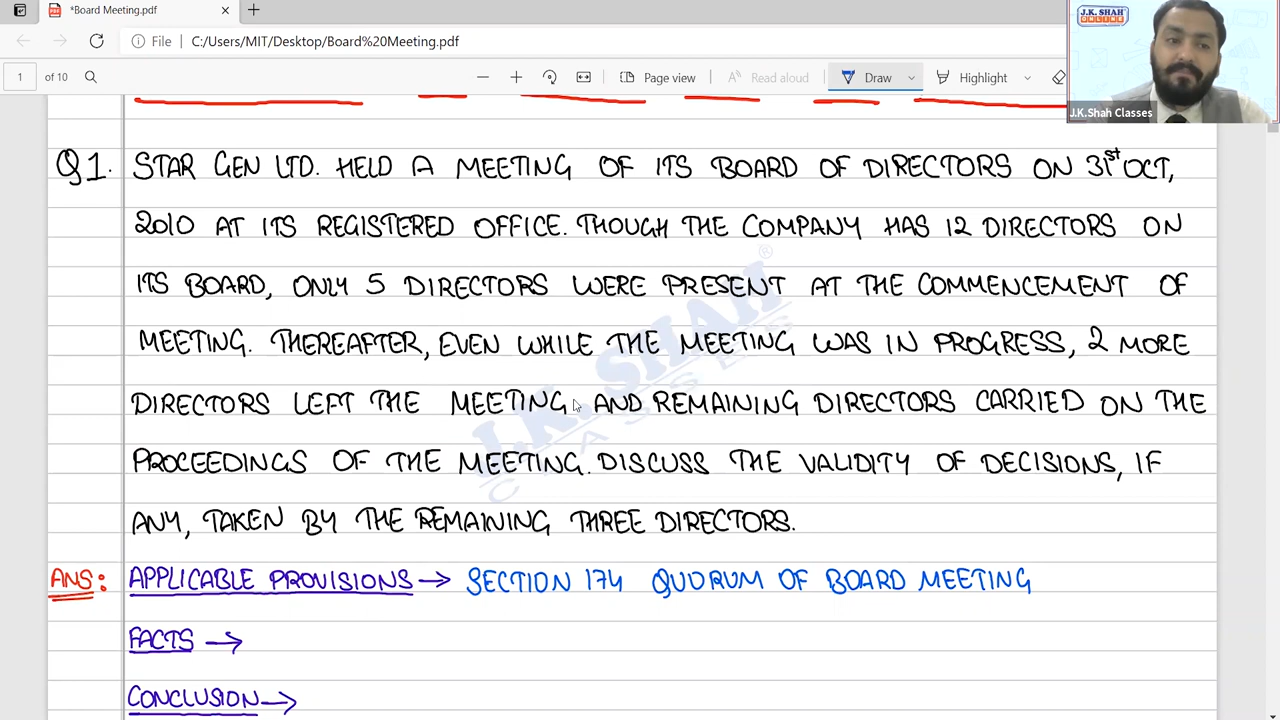 *Board Meeting.pdf
File C:/Users/MIT/Desktop/Board%20Meeting.pdf
1 of 10 Page view Read aloud Draw Highlight
J.K. SHAH
ONLINE
J.K.Shah Classes
Q1. STAR GEN LTD. HELD A MEETING OF ITS BOARD OF DIRECTORS ON 31st OCT,
2010 AT ITS REGISTERED OFFICE. THOUGH THE COMPANY HAS 12 DIRECTORS ON
ITS BOARD, ONLY 5 DIRECTORS WERE PRESENT AT THE COMMENCEMENT OF
MEETING. THEREAFTER, EVEN WHILE THE MEETING WAS IN PROGRESS, 2 MORE
DIRECTORS LEFT THE MEETING AND REMAINING DIRECTORS CARRIED ON THE
PROCEEDINGS OF THE MEETING. DISCUSS THE VALIDITY OF DECISIONS, IF
ANY, TAKEN BY THE REMAINING THREE DIRECTORS.
J.K. SHAH ®
CLASSES
ANS: APPLICABLE PROVISIONS → SECTION 174 QUORUM OF BOARD MEETING
FACTS →
CONCLUSION →